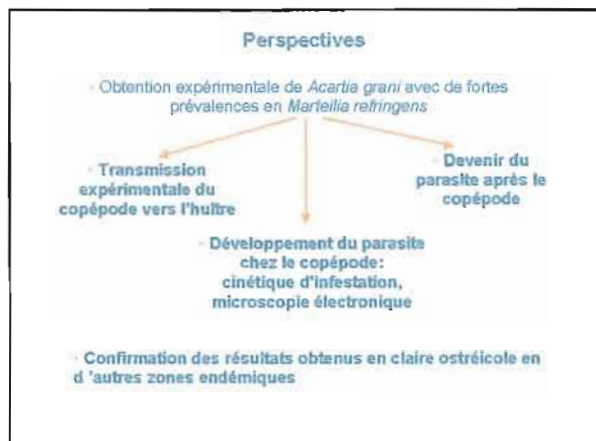 Perspectives
· Obtention expérimentale de Acartia grani avec de fortes
prévalences en Marteilia refringens
· Transmission
expérimentale du
copépode vers l'huître
· Devenir du
parasite après le
copépode
· Développement du parasite
chez le copépode:
cinétique d'infestation,
microscopie électronique
· Confirmation des résultats obtenus en claire ostréicole en
d 'autres zones endémiques